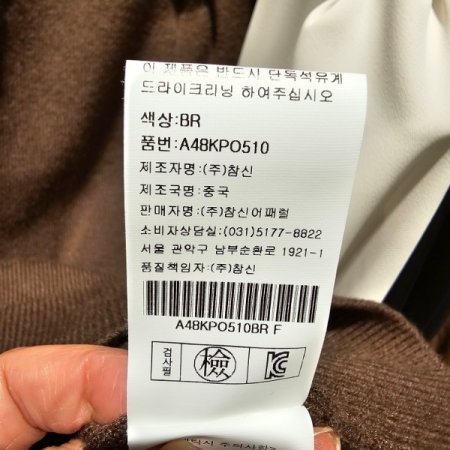 이 제품은 반드시 단독석유계
드라이크리닝 하여주십시오
색상:BR
품번:A48KPO510
제조자명:(주)참신
제조국명:중국
판매자명:(주)참신어패럴
소비자상담실:(031)5177-8822
서울 관악구 남부순환로 1921-1
품질책임자:(주)참신
A48KPO510BR F
검사필
檢